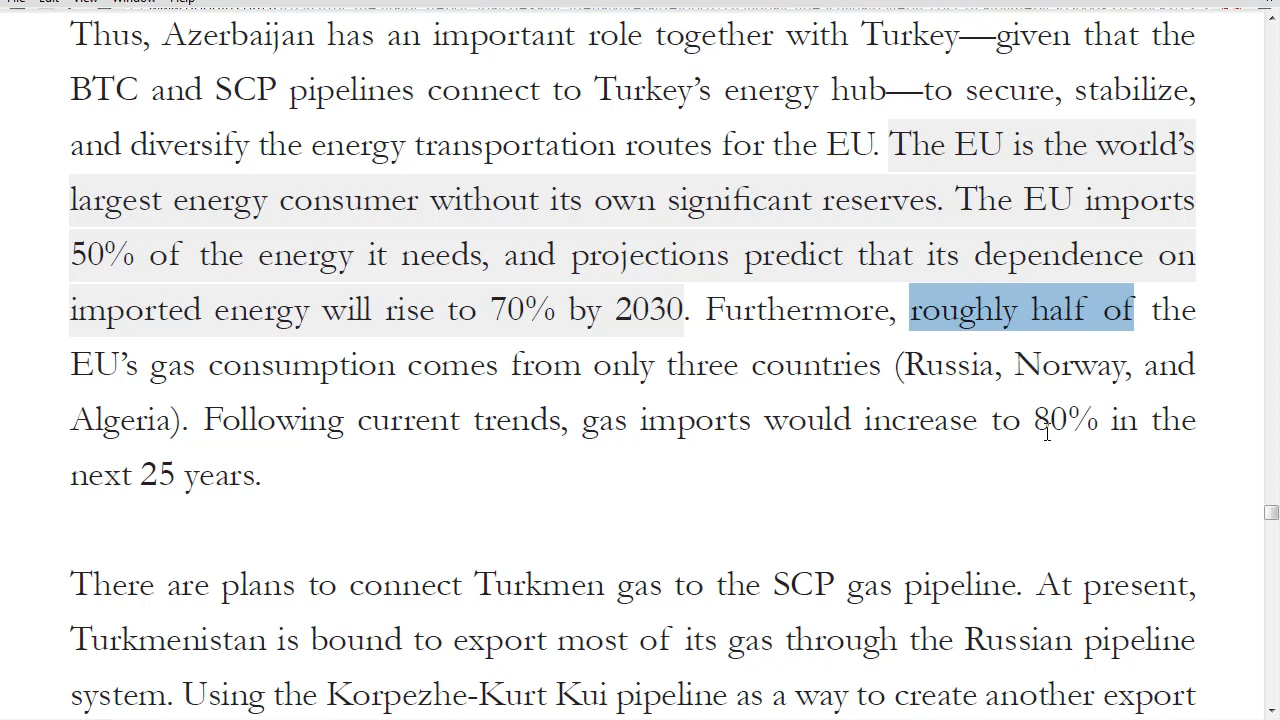 Thus, Azerbaijan has an important role together with Turkey—given that the
BTC and SCP pipelines connect to Turkey’s energy hub—to secure, stabilize,
and diversify the energy transportation routes for the EU. The EU is the world’s
largest energy consumer without its own significant reserves. The EU imports
50% of the energy it needs, and projections predict that its dependence on
imported energy will rise to 70% by 2030. Furthermore, roughly half of the
EU’s gas consumption comes from only three countries (Russia, Norway, and
Algeria). Following current trends, gas imports would increase to 80% in the
next 25 years.
There are plans to connect Turkmen gas to the SCP gas pipeline. At present,
Turkmenistan is bound to export most of its gas through the Russian pipeline
system. Using the Korpezhe-Kurt Kui pipeline as a way to create another export